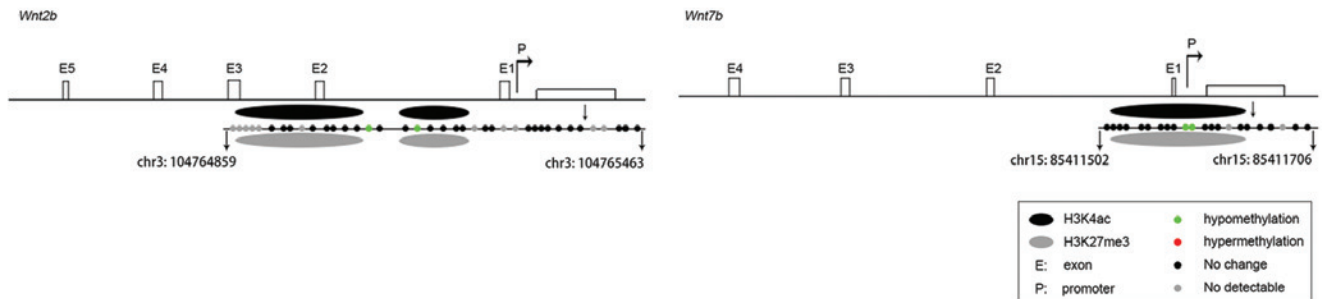 Wnt2b
P
E5 E4 E3 E2 E1
chr3: 104764859
chr3: 104765463
Wnt7b
P
E4 E3 E2 E1
chr15: 85411502
chr15: 85411706
H3K4ac
hypomethylation
H3K27me3
hypermethylation
E: exon
No change
P: promoter
No detectable